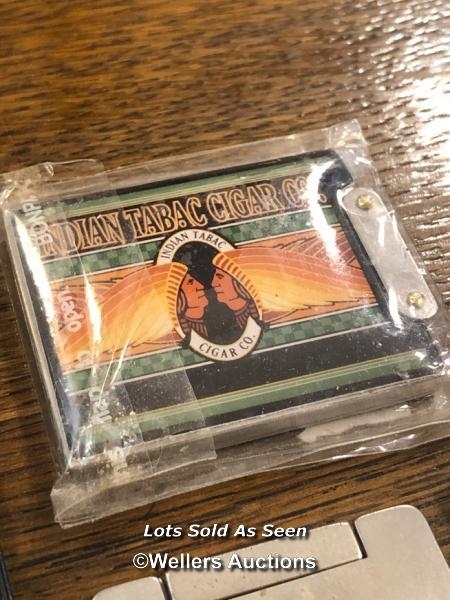 INDIAN TABAC CIGAR CO.
INDIAN TABAC
CIGAR CO.
Lots Sold As Seen
©Wellers Auctions